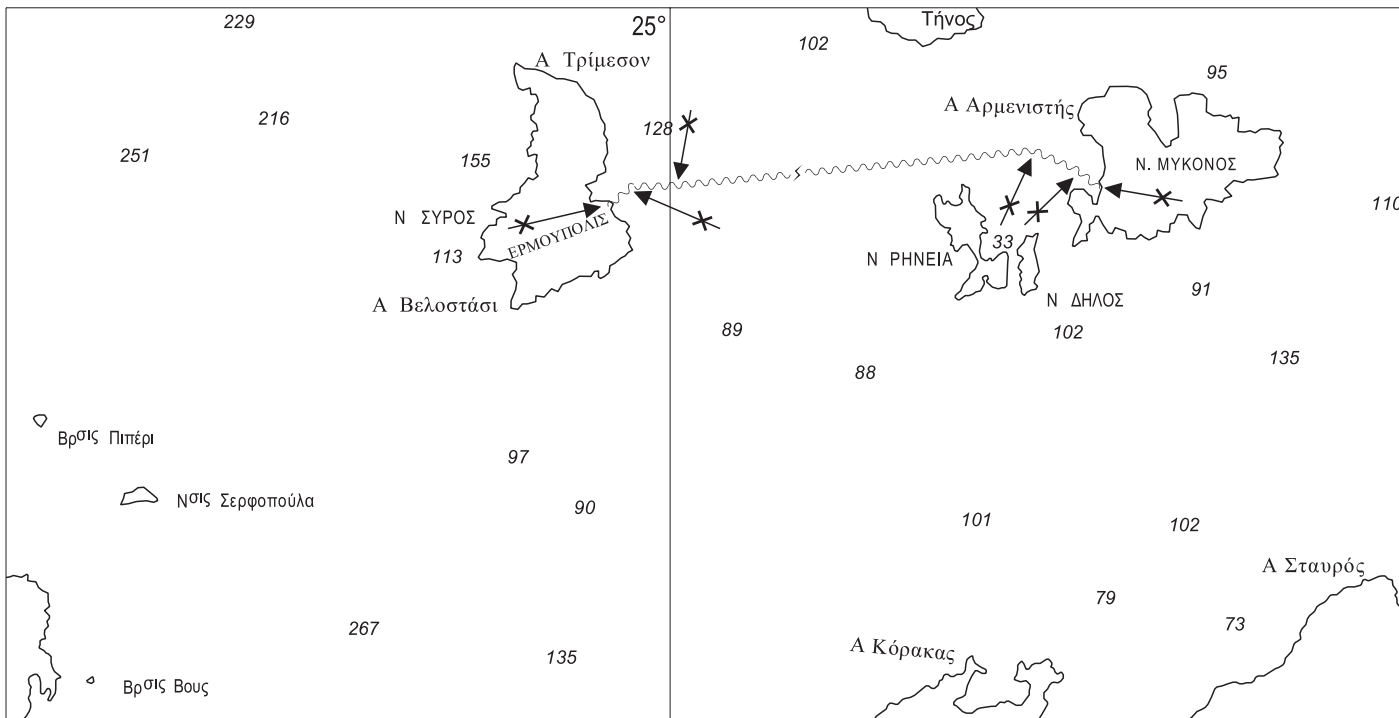 229
25°
Τήνος
102
Α Τρίμεσον
95
Α Αρμενιστής
216
128
251
155
Ν. ΜΥΚΟΝΟΣ
110
Ν ΣΥΡΟΣ
ΕΡΜΟΥΠΟΛΙΣ
33
113
Ν ΡΗΝΕΙΑ
91
Α Βελοστάσι
Ν ΔΗΛΟΣ
89
102
135
88
Βρσις Πιπέρι
97
Νσις Σερφοπούλα
90
101
102
Α Σταυρός
79
267
73
135
Α Κόρακας
Βρσις Βους